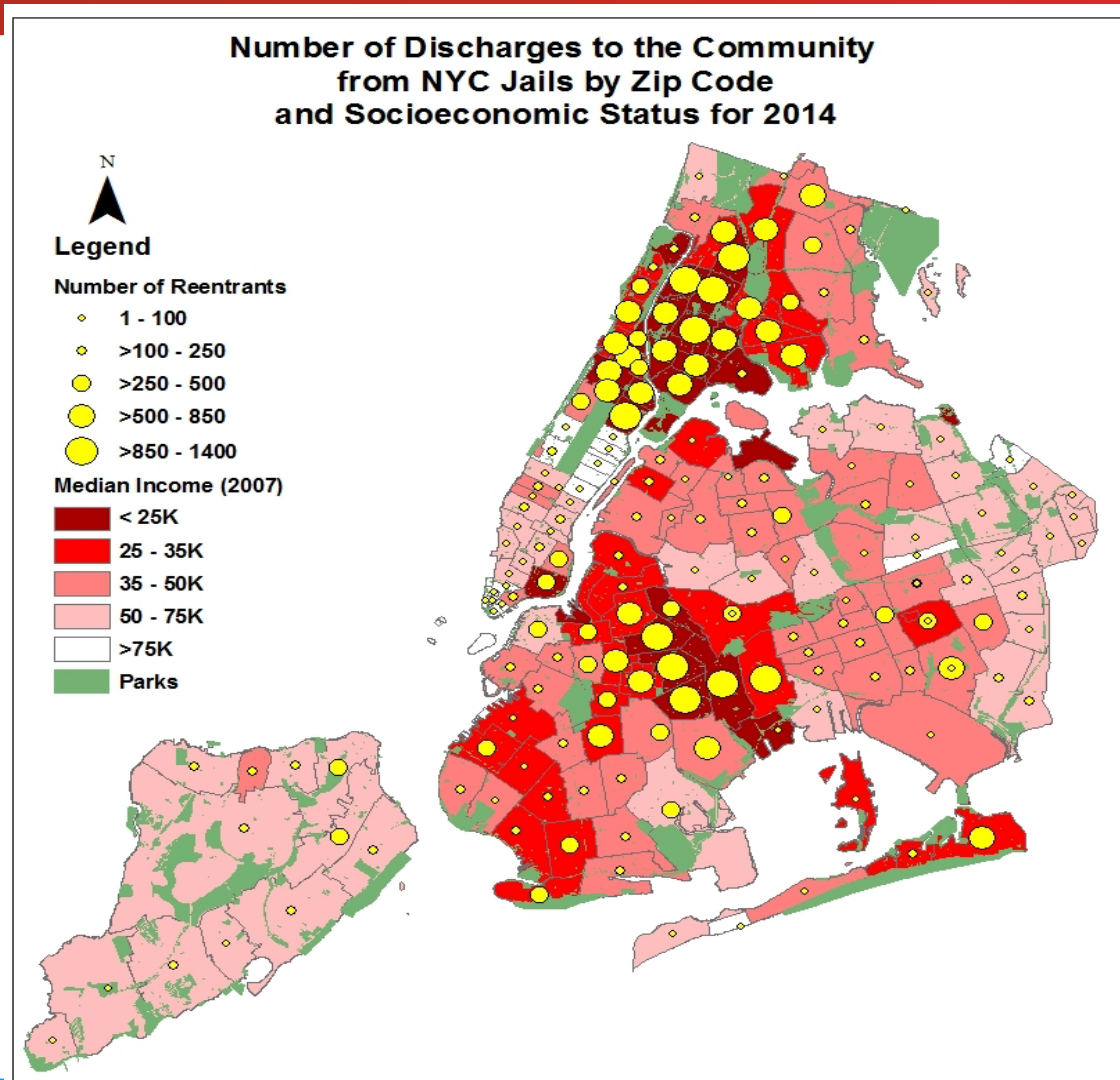 Number of Discharges to the Community
from NYC Jails by Zip Code
and Socioeconomic Status for 2014
N
Legend
Number of Reentrants
1 - 100
>100 - 250
>250 - 500
>500 - 850
>850 - 1400
Median Income (2007)
< 25K
25 - 35K
35 - 50K
50 - 75K
>75K
Parks